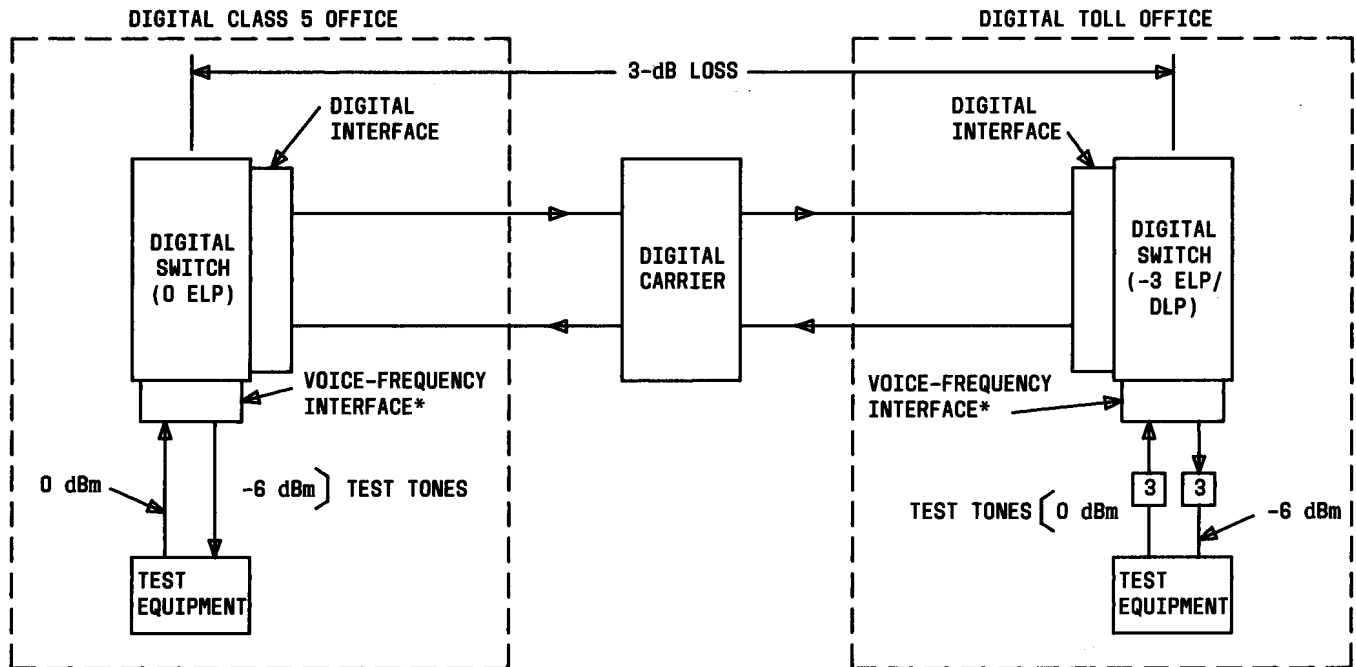 DIGITAL CLASS 5 OFFICE
DIGITAL TOLL OFFICE
3-dB LOSS
DIGITAL
INTERFACE
DIGITAL
INTERFACE
DIGITAL
SWITCH
(0 ELP)
DIGITAL
CARRIER
DIGITAL
SWITCH
(-3 ELP/
DLP)
VOICE-FREQUENCY
INTERFACE*
VOICE-FREQUENCY
INTERFACE*
0 dBm
-6 dBm) TEST TONES
TEST TONES (0 dBm
3
3
-6 dBm
TEST
EQUIPMENT
TEST
EQUIPMENT